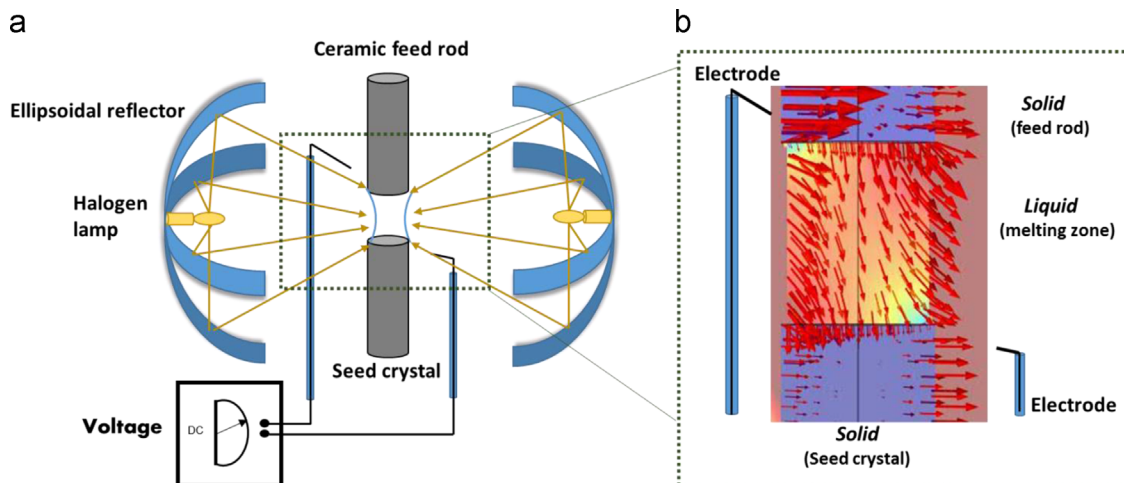 a
Ceramic feed rod
Ellipsoidal reflector
Halogen
lamp
Seed crystal
Voltage
DC
b
Electrode
Solid
(feed rod)
Liquid
(melting zone)
Electrode
Solid
(Seed crystal)